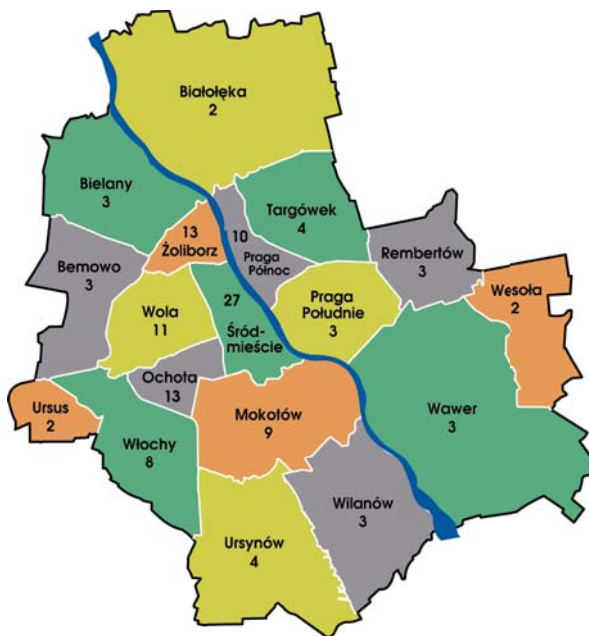 Białołęka
2
Bielany
3
Targówek
4
13
Żoliborz
10
Praga
Północ
Rembertów
3
Bemowo
3
Wola
11
27
Śród-
mieście
Praga
Południe
3
Węsoła
2
Ochota
13
Ursus
2
Mokotów
9
Wawer
3
Włochy
8
Wilanów
3
Ursynów
4